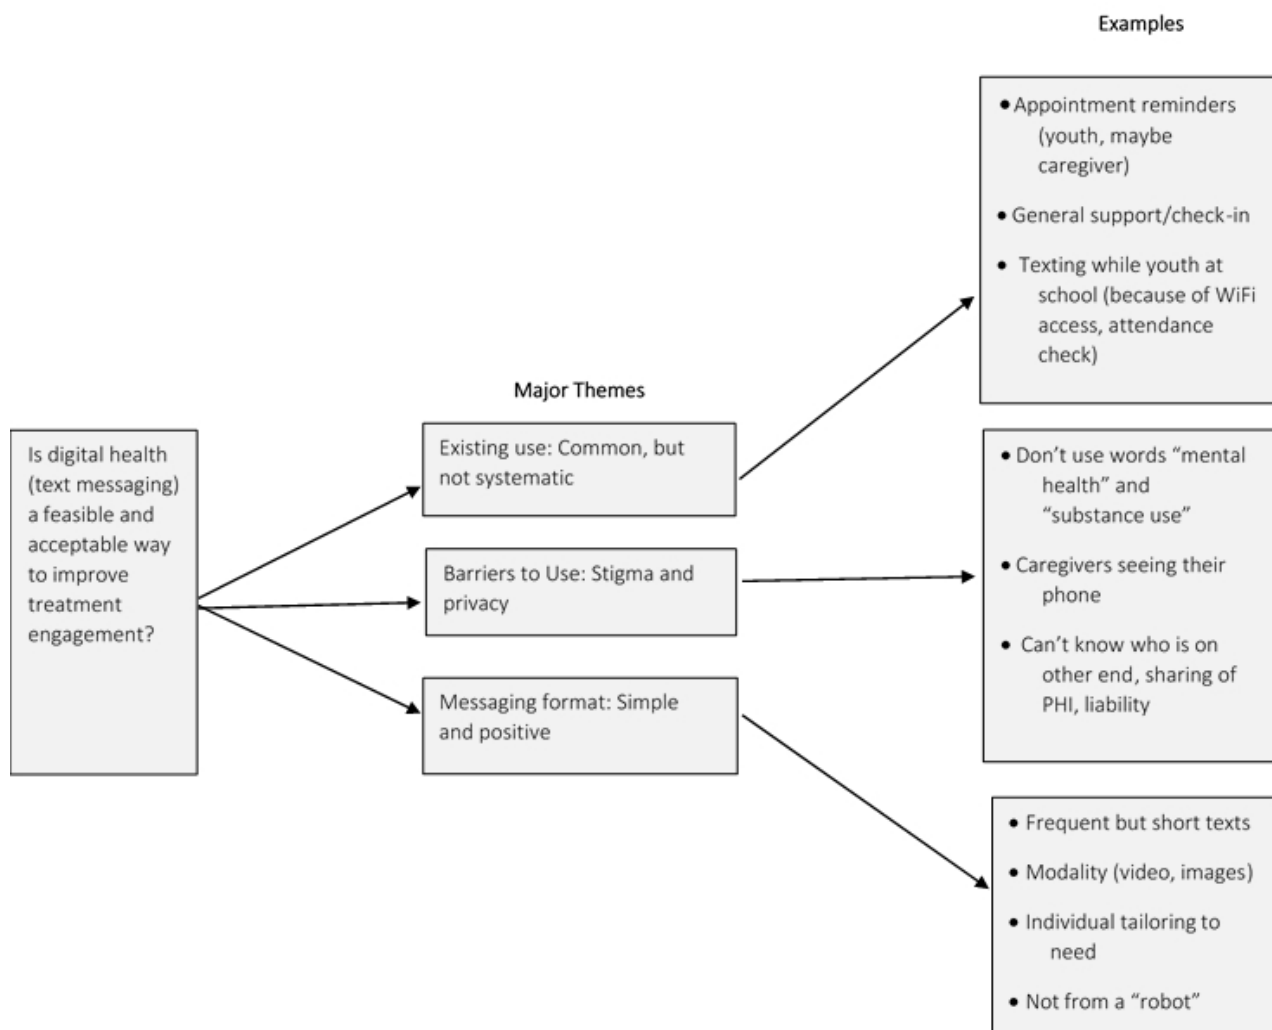 Examples
• Appointment reminders
(youth, maybe
caregiver)
• General support/check-in
• Texting while youth at
school (because of WiFi
access, attendance
check)
Major Themes
Is digital health
(text messaging)
a feasible and
acceptable way
to improve
treatment
engagement?
Existing use: Common, but
not systematic
Barriers to Use: Stigma and
privacy
Messaging format: Simple
and positive
• Don’t use words “mental
health” and
“substance use”
• Caregivers seeing their
phone
• Can’t know who is on
other end, sharing of
PHI, liability
• Frequent but short texts
• Modality (video, images)
• Individual tailoring to
need
• Not from a “robot”